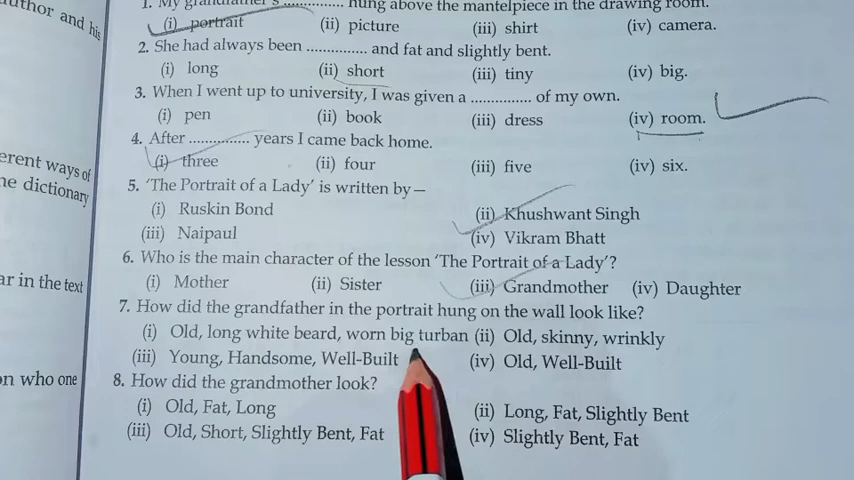 author and his
1. My grandfather's .............. hung above the mantelpiece in the drawing room.
(i) portrait (ii) picture (iii) shirt (iv) camera.
2. She had always been .............. and fat and slightly bent.
(i) long (ii) short (iii) tiny (iv) big.
3. When I went up to university, I was given a .............. of my own.
(i) pen (ii) book (iii) dress (iv) room.
4. After .............. years I came back home.
(i) three (ii) four (iii) five (iv) six.
erent ways of
ne dictionary
5. 'The Portrait of a Lady' is written by—
(i) Ruskin Bond (ii) Khushwant Singh
(iii) Naipaul (iv) Vikram Bhatt
6. Who is the main character of the lesson 'The Portrait of a Lady'?
ar in the text
(i) Mother (ii) Sister (iii) Grandmother (iv) Daughter
7. How did the grandfather in the portrait hung on the wall look like?
(i) Old, long white beard, worn big turban (ii) Old, skinny, wrinkly
(iii) Young, Handsome, Well-Built (iv) Old, Well-Built
on who one
8. How did the grandmother look?
(i) Old, Fat, Long (ii) Long, Fat, Slightly Bent
(iii) Old, Short, Slightly Bent, Fat (iv) Slightly Bent, Fat